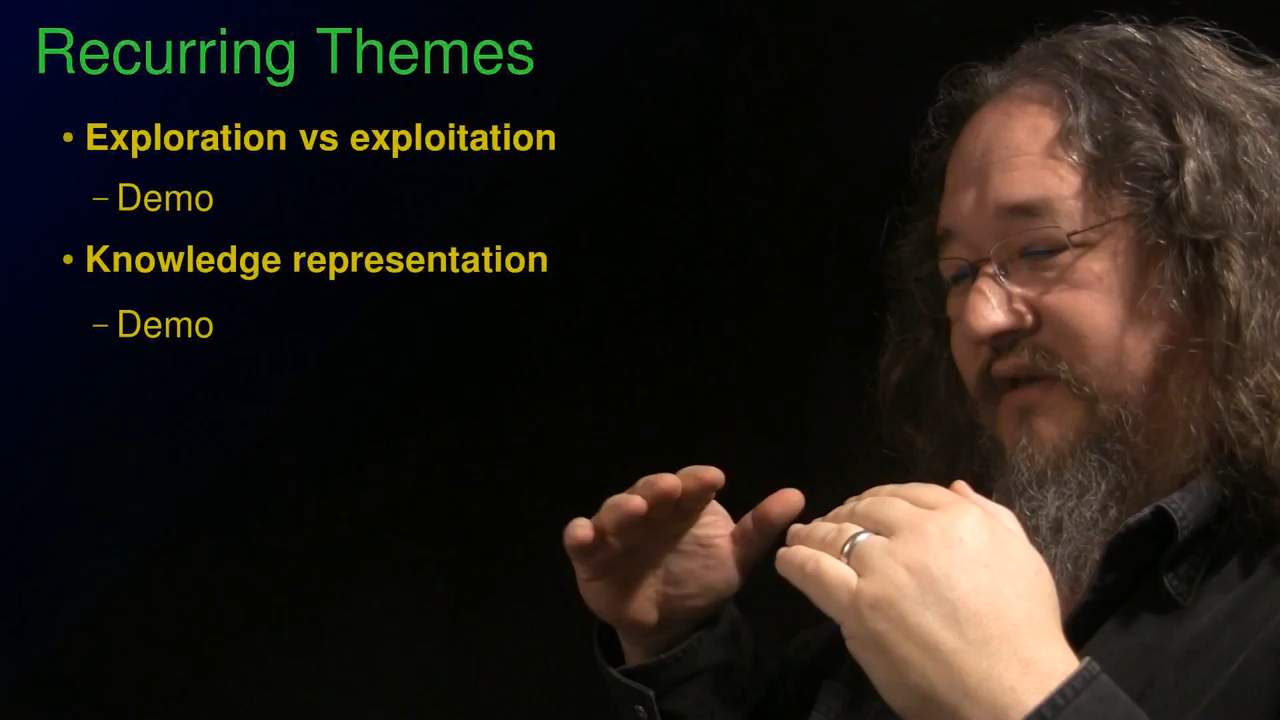 Recurring Themes
• Exploration vs exploitation
– Demo
• Knowledge representation
– Demo